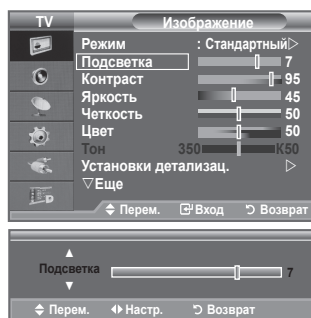 TV Изображение
Режим : Стандартный▷
Подсветка 7
Контраст 95
Яркость 45
Четкость 50
Цвет 50
Тон З50 К50
Установки детализац. ▷
▽Еще
Перем. Вход Возврат
▲
Подсветка 7
▼
Перем. Настр. Возврат